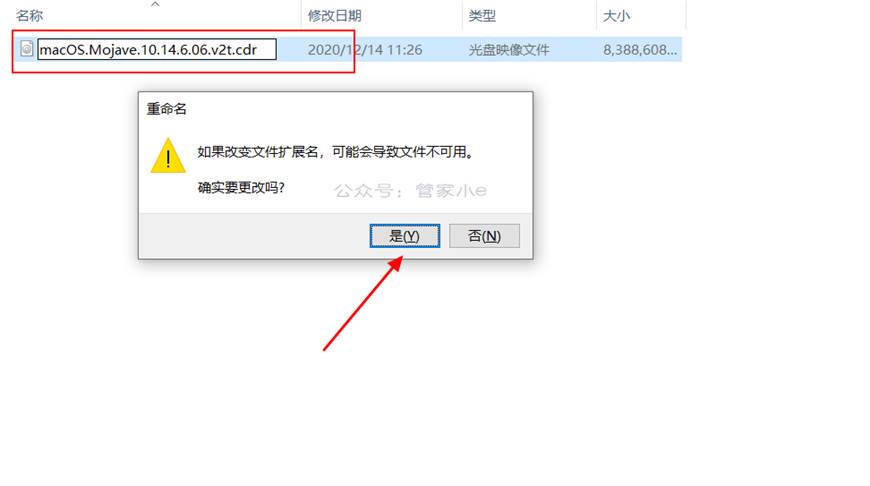 名称 修改日期 类型 大小
macOS.Mojave.10.14.6.06.v2t.cdr 2020/12/14 11:26 光盘映像文件 8,388,608...
重命名
如果改变文件扩展名，可能会导致文件不可用。
确实要更改吗?
公众号：管家小e
是(Y) 否(N)